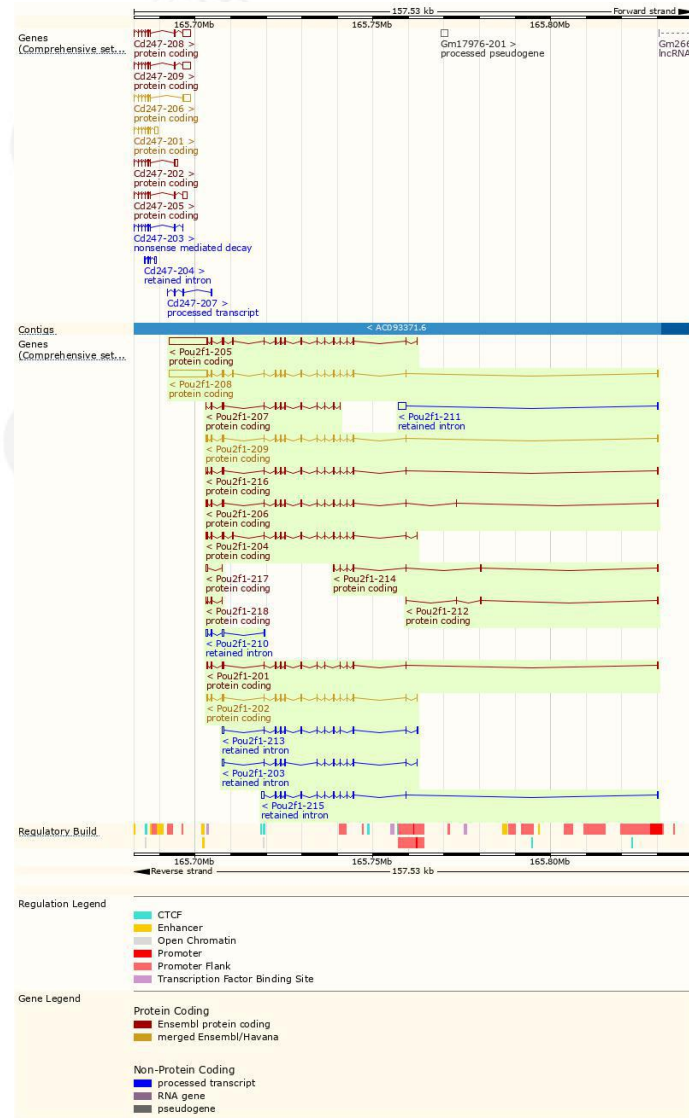 157.53 kb
Forward strand
165.70Mb 165.75Mb 165.80Mb
Genes
(Comprehensive set...
Cd247-208 >
protein coding
Gm17976-201 >
processed pseudogene
Gm266
lncRNA
Cd247-209 >
protein coding
Cd247-206 >
protein coding
Cd247-201 >
protein coding
Cd247-202 >
protein coding
Cd247-205 >
protein coding
Cd247-203 >
nonsense mediated decay
Cd247-204 >
retained intron
Cd247-207 >
processed transcript
Contigs
< AC093371.6
Genes
(Comprehensive set...
< Pou2f1-205
protein coding
< Pou2f1-208
protein coding
< Pou2f1-207
protein coding
< Pou2f1-211
retained intron
< Pou2f1-209
protein coding
< Pou2f1-216
protein coding
< Pou2f1-206
protein coding
< Pou2f1-204
protein coding
< Pou2f1-217
protein coding
< Pou2f1-214
protein coding
< Pou2f1-218
protein coding
< Pou2f1-212
protein coding
< Pou2f1-210
retained intron
< Pou2f1-201
protein coding
< Pou2f1-202
protein coding
< Pou2f1-213
retained intron
< Pou2f1-203
retained intron
< Pou2f1-215
retained intron
Regulatory Build
165.70Mb 165.75Mb 165.80Mb
Reverse strand
157.53 kb
Regulation Legend
CTCF
Enhancer
Open Chromatin
Promoter
Promoter Flank
Transcription Factor Binding Site
Gene Legend
Protein Coding
Ensembl protein coding
merged Ensembl/Havana
Non-Protein Coding
processed transcript
RNA gene
pseudogene